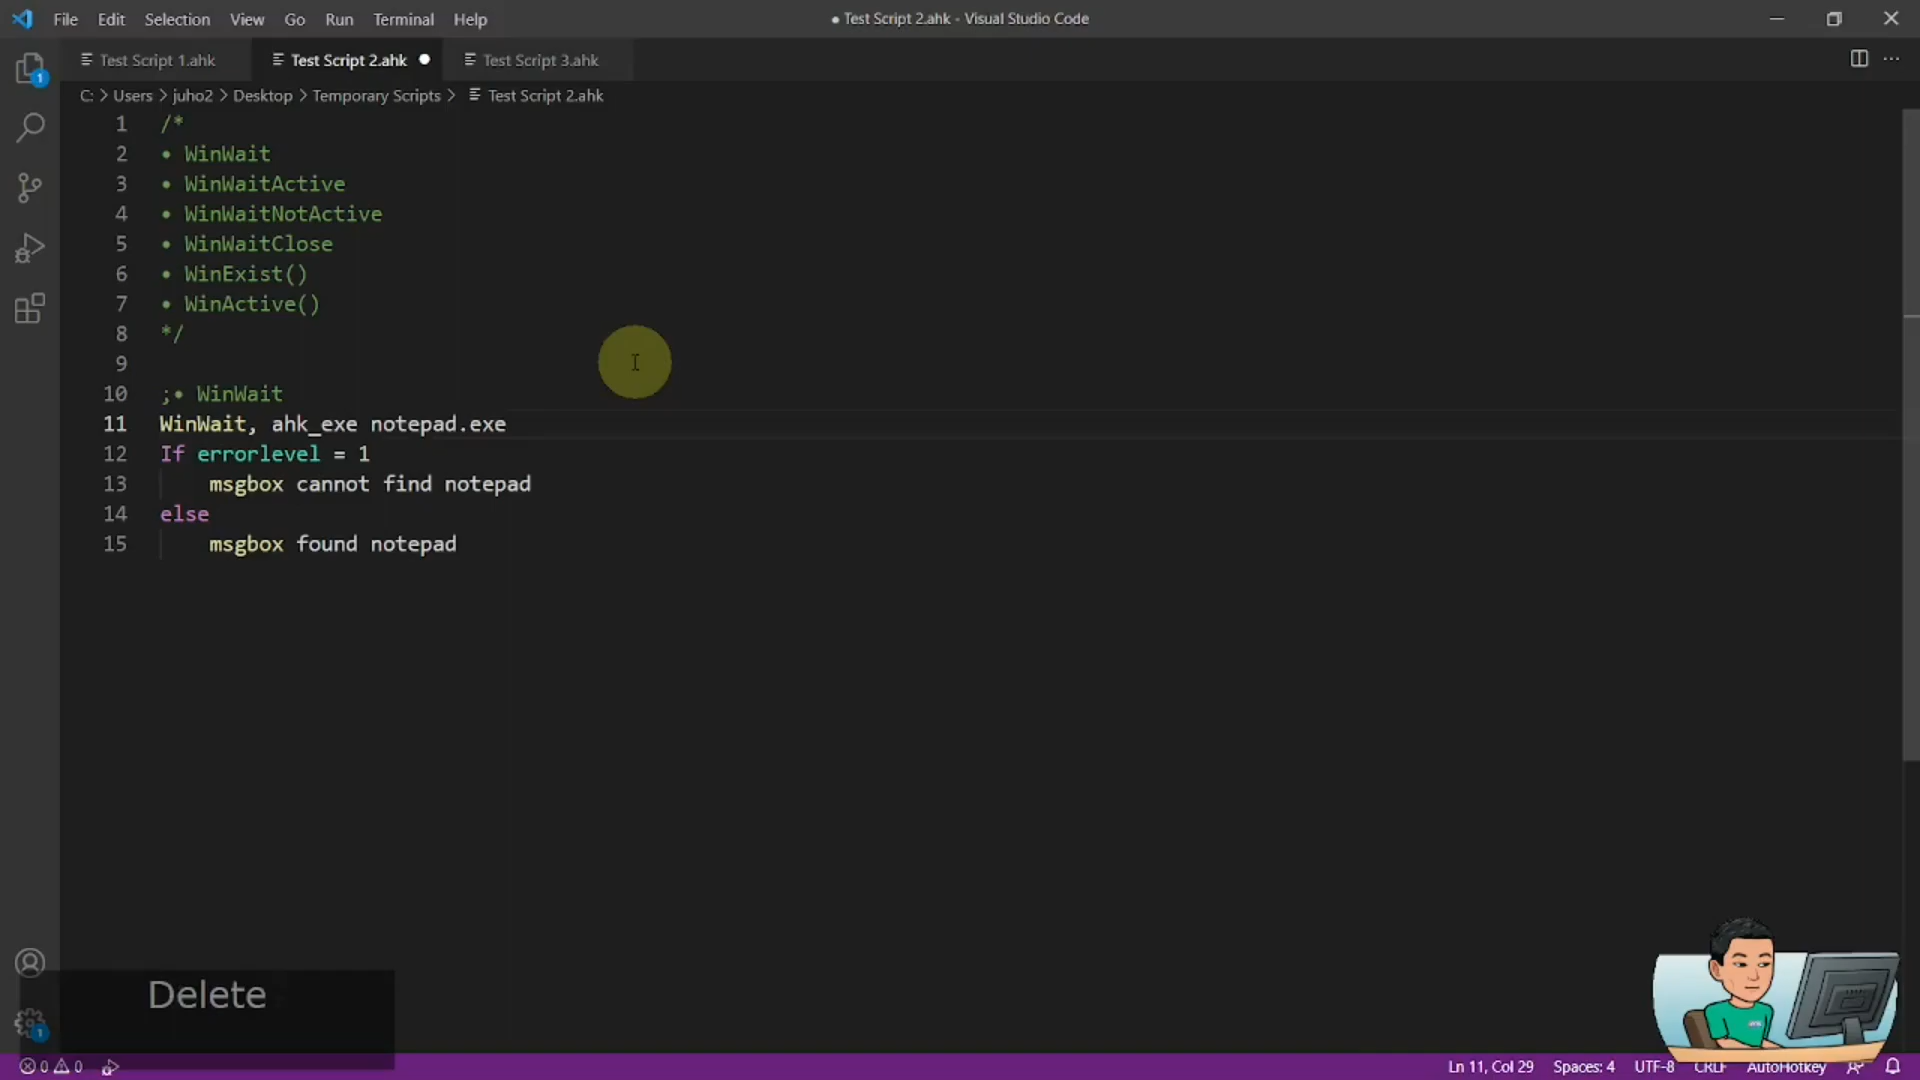 File Edit Selection View Go Run Terminal Help
● Test Script 2.ahk - Visual Studio Code
Test Script 1.ahk
Test Script 2.ahk ●
Test Script 3.ahk
C: > Users > juho2 > Desktop > Temporary Scripts > Test Script 2.ahk
1 /*
2 • WinWait
3 • WinWaitActive
4 • WinWaitNotActive
5 • WinWaitClose
6 • WinExist()
7 • WinActive()
8 */
9
10 ;• WinWait
11 WinWait, ahk_exe notepad.exe
12 If errorlevel = 1
13 msgbox cannot find notepad
14 else
15 msgbox found notepad
1
1
Delete
0 0
Ln 11, Col 29 Spaces: 4 UTF-8 CRLF AutoHotkey